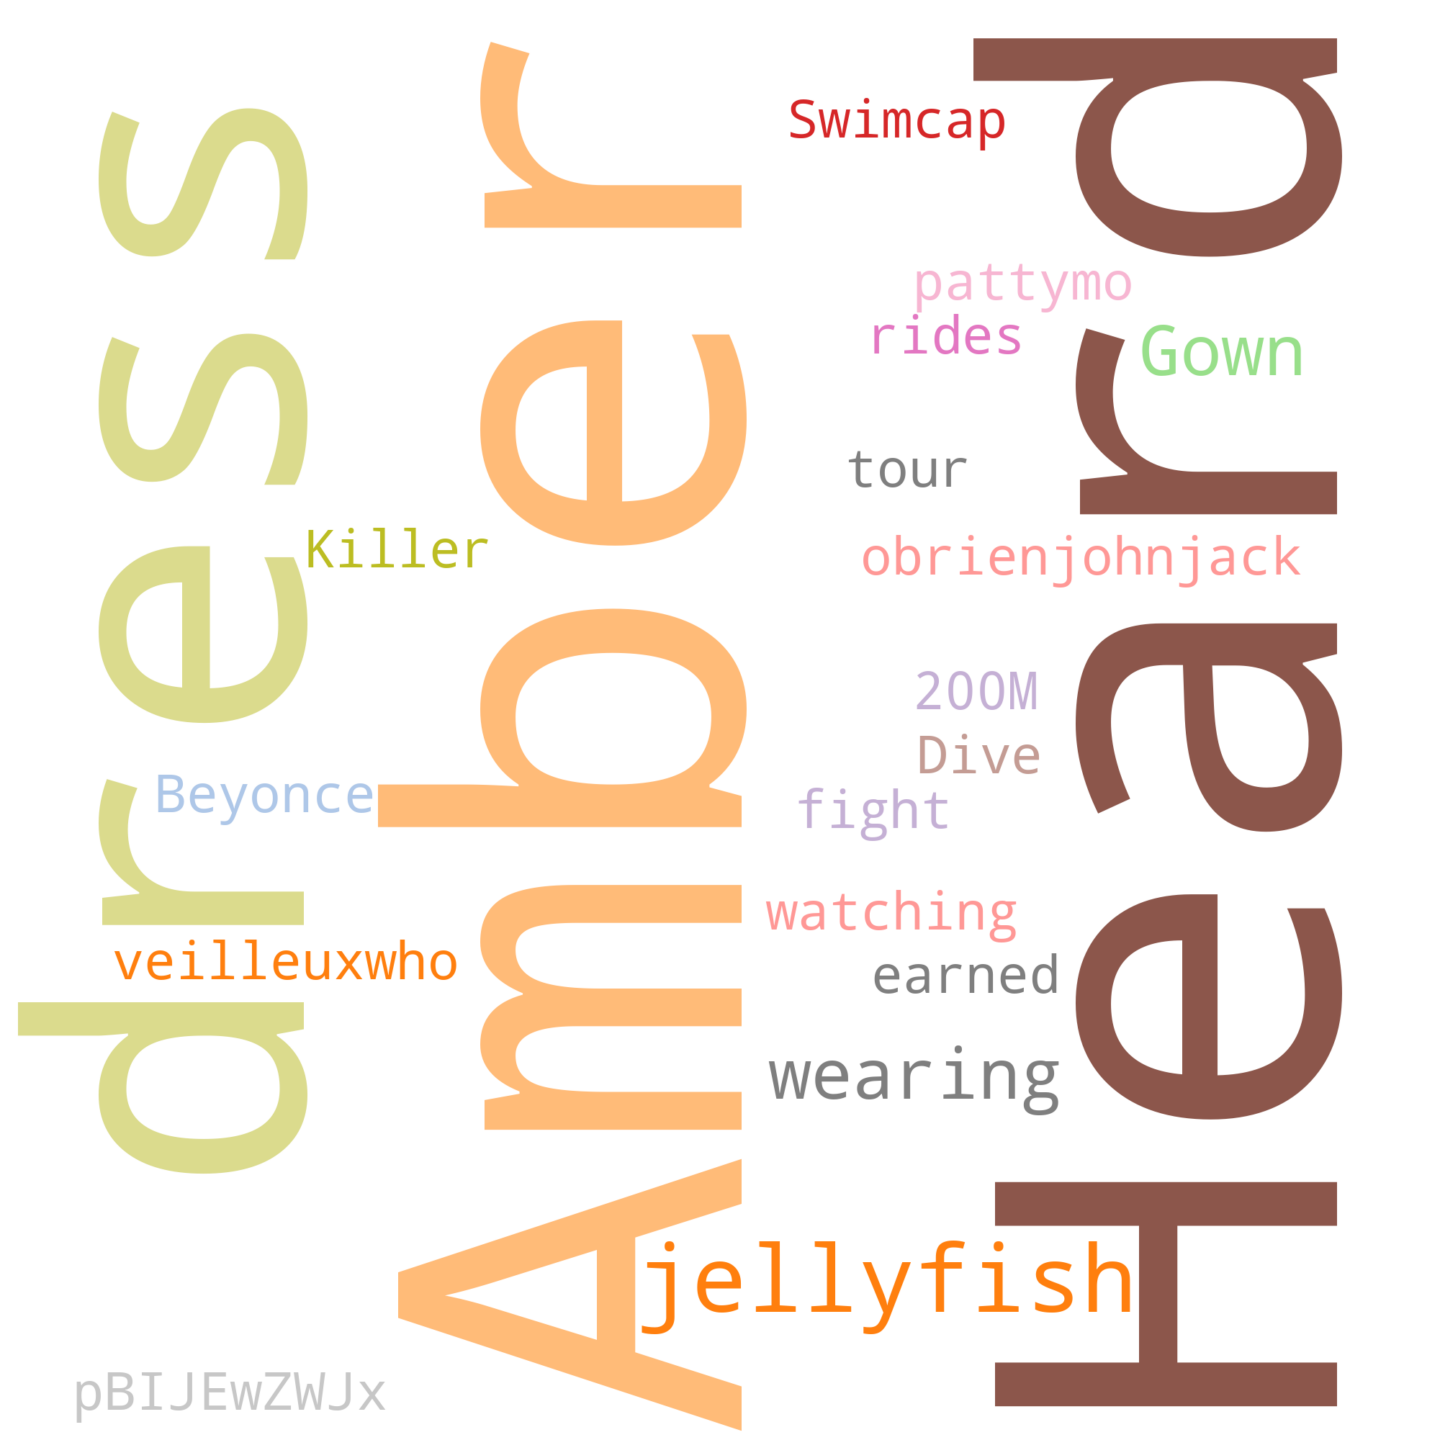 dress
Amber
Heard
Swimcap
pattymo
rides
Gown
tour
Killer
obrienjohnjack
200M
Dive
Beyonce
fight
watching
veilleuxwho
earned
wearing
jellyfish
pBIJEwZWJx